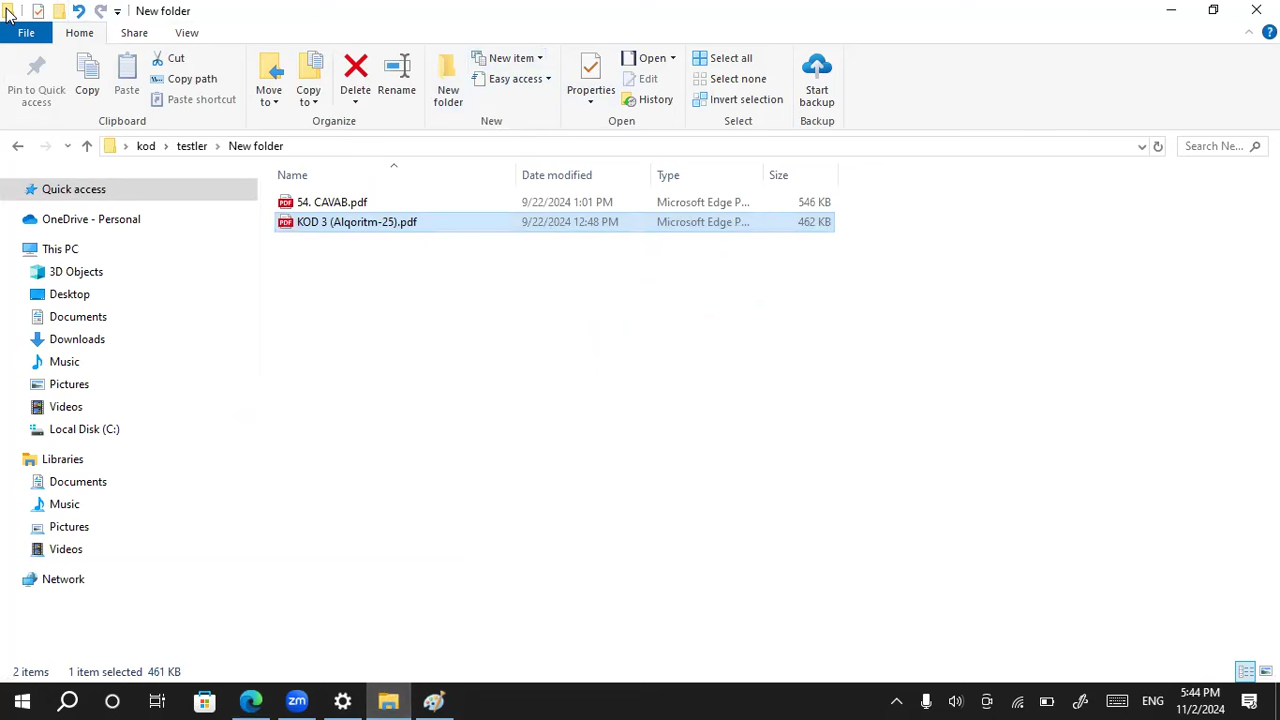 New folder
File Home Share View
Pin to Quick access
Copy
Paste
Cut
Copy path
Paste shortcut
Clipboard
Move to
Copy to
Delete
Rename
Organize
New folder
New item
Easy access
New
Properties
Open
Edit
History
Open
Select all
Select none
Invert selection
Select
Start backup
Backup
kod testler New folder
Search Ne...
Name Date modified Type Size
54. CAVAB.pdf 9/22/2024 1:01 PM Microsoft Edge P... 546 KB
KOD 3 (Alqoritm-25).pdf 9/22/2024 12:48 PM Microsoft Edge P... 462 KB
Quick access
OneDrive - Personal
This PC
3D Objects
Desktop
Documents
Downloads
Music
Pictures
Videos
Local Disk (C:)
Libraries
Documents
Music
Pictures
Videos
Network
2 items 1 item selected 461 KB
zm
ENG
5:44 PM
11/2/2024